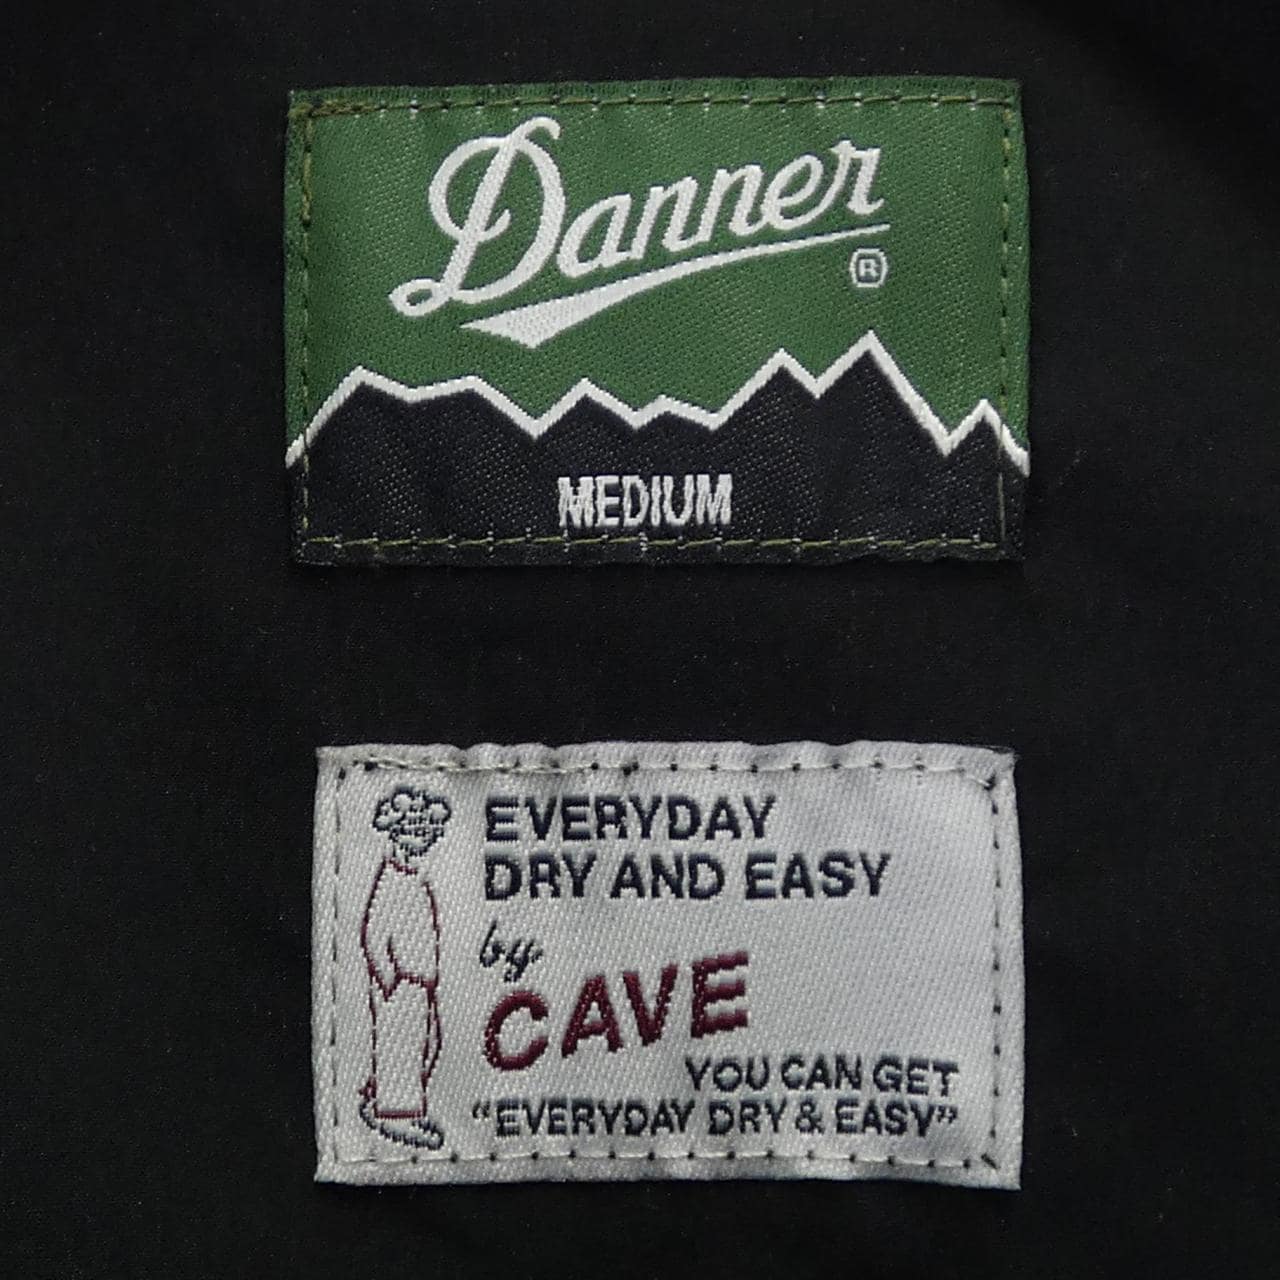 Danner
®
MEDIUM
EVERYDAY
DRY AND EASY
by
CAVE
YOU CAN GET
“EVERYDAY DRY & EASY”